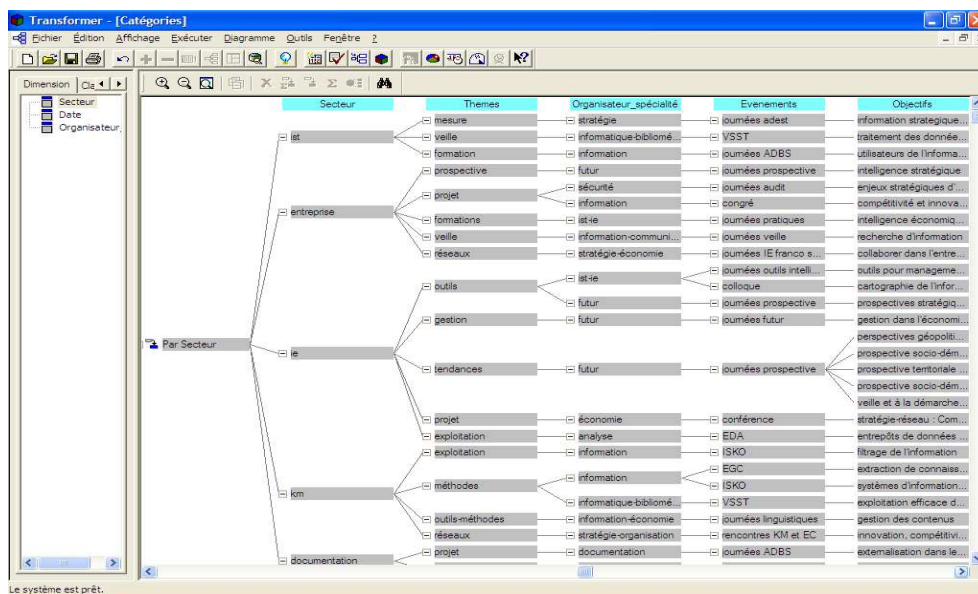 Transformer - [Catégories]
Fichier Édition Affichage Exécuter Diagramme Outils Fenêtre ?
Dimension Cla
Secteur
Date
Organisateur
Secteur Themes Organisateur_spécialité Evenements Objectifs
mesure stratégie journées adest information strategique...
ist veille informatique-bibliomé... VSST traitement des donnée...
formation information journées ADBS utilisateurs de l'informa...
prospective futur journées prospective intelligence stratégique
projet sécurité journées audit enjeux stratégiques d'...
information congré compétitivité et innova...
entreprise formations ist-ie journées pratiques intelligence économiq...
veille information-communi... journées veille recherche d'information
réseaux stratégie-économie journées IE franco s... collaborer dans l'entre...
outils ist-ie journées outils intelli... outils pour manageme...
colloque cartographie de l'infor...
futur journées prospective prospectives stratégiq...
gestion futur journées futur gestion dans l'économi...
Par Secteur ie perspectives géopoliti...
prospective socio-dém...
tendances futur journées prospective prospective territoriale ...
prospective socio-dém...
veille et à la démarche...
projet économie conférence stratégie-réseau : Com...
exploitation analyse EDA entrepôts de données ...
exploitation information ISKO filtrage de l'information
km méthodes information EGC extraction de connaiss...
ISKO systèmes d'information...
informatique-bibliomé... VSST exploitation efficace d...
outils-méthodes information-économie journées linguistiques gestion des contenus
réseaux stratégie-organisation rencontres KM et EC innovation, compétitivi...
documentation projet documentation journées ADBS externalisation dans le...
Le système est prêt.